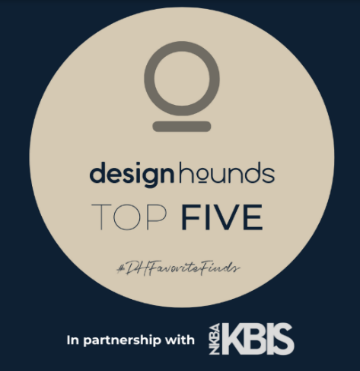 designhounds
TOP FIVE
#DHFavoriteFinds
In partnership with NKBA KBIS